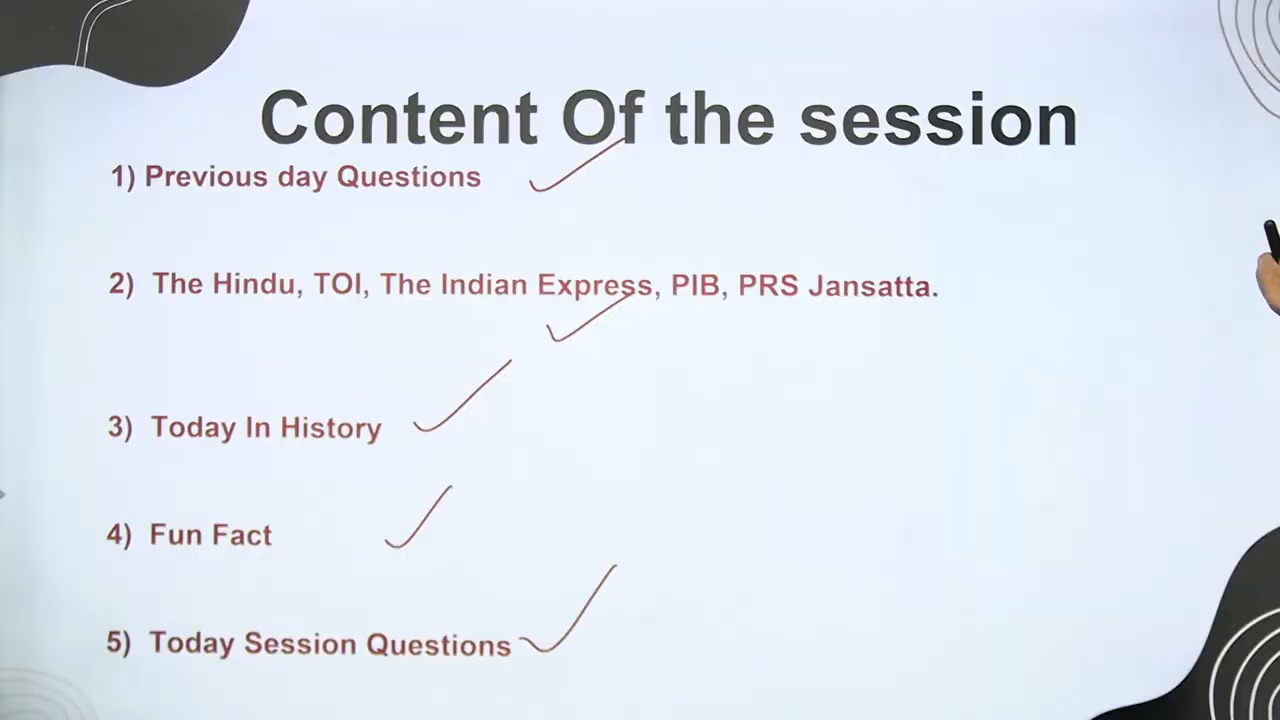 Content Of the session
1) Previous day Questions
2) The Hindu, TOI, The Indian Express, PIB, PRS Jansatta.
3) Today In History
4) Fun Fact
5) Today Session Questions